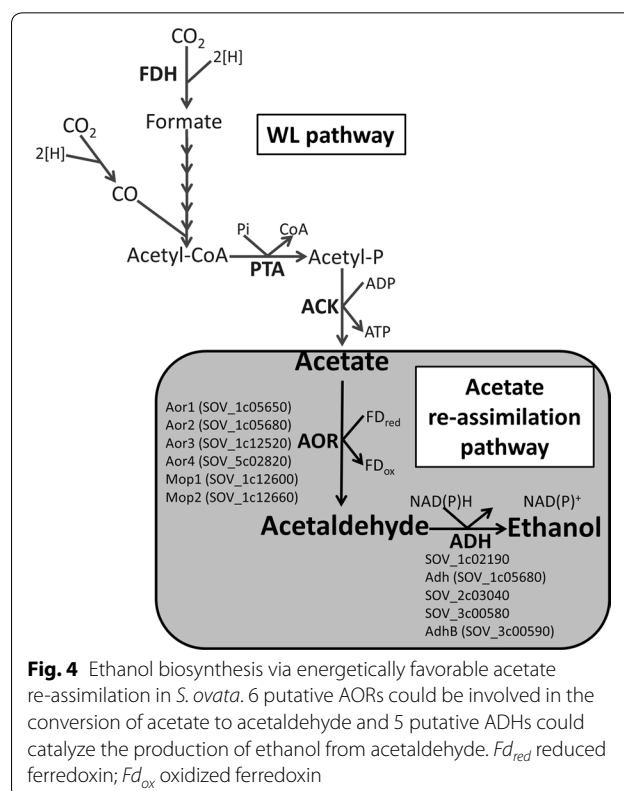 CO₂
2[H]
FDH
Formate
WL pathway
CO₂
2[H]
CO
Pi
CoA
Acetyl-CoA
Acetyl-P
PTA
ADP
ACK
ATP
Acetate
Acetate
re-assimilation
pathway
Aor1 (SOV_1c05650)
Aor2 (SOV_1c05680)
Aor3 (SOV_1c12520)
Aor4 (SOV_5c02820)
Mop1 (SOV_1c12600)
Mop2 (SOV_1c12660)
AOR
FD_red
FD_ox
NAD(P)H
NAD(P)⁺
Acetaldehyde
Ethanol
ADH
SOV_1c02190
Adh (SOV_1c05680)
SOV_2c03040
SOV_3c00580
AdhB (SOV_3c00590)
Fig. 4 Ethanol biosynthesis via energetically favorable acetate
re-assimilation in S. ovata. 6 putative AORs could be involved in the
conversion of acetate to acetaldehyde and 5 putative ADHs could
catalyze the production of ethanol from acetaldehyde. Fd_red reduced
ferredoxin; Fd_ox oxidized ferredoxin